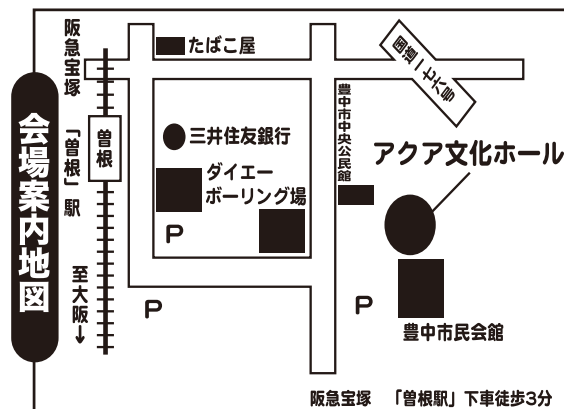 会場案内地図
阪急宝塚
「曽根」駅
至大阪→
曽根
たばこ屋
三井住友銀行
ダイエー
ボーリング場
P
P
国道一七六号
豊中市中央公民館
アクア文化ホール
P
豊中市民会館
阪急宝塚 「曽根駅」下車徒歩3分